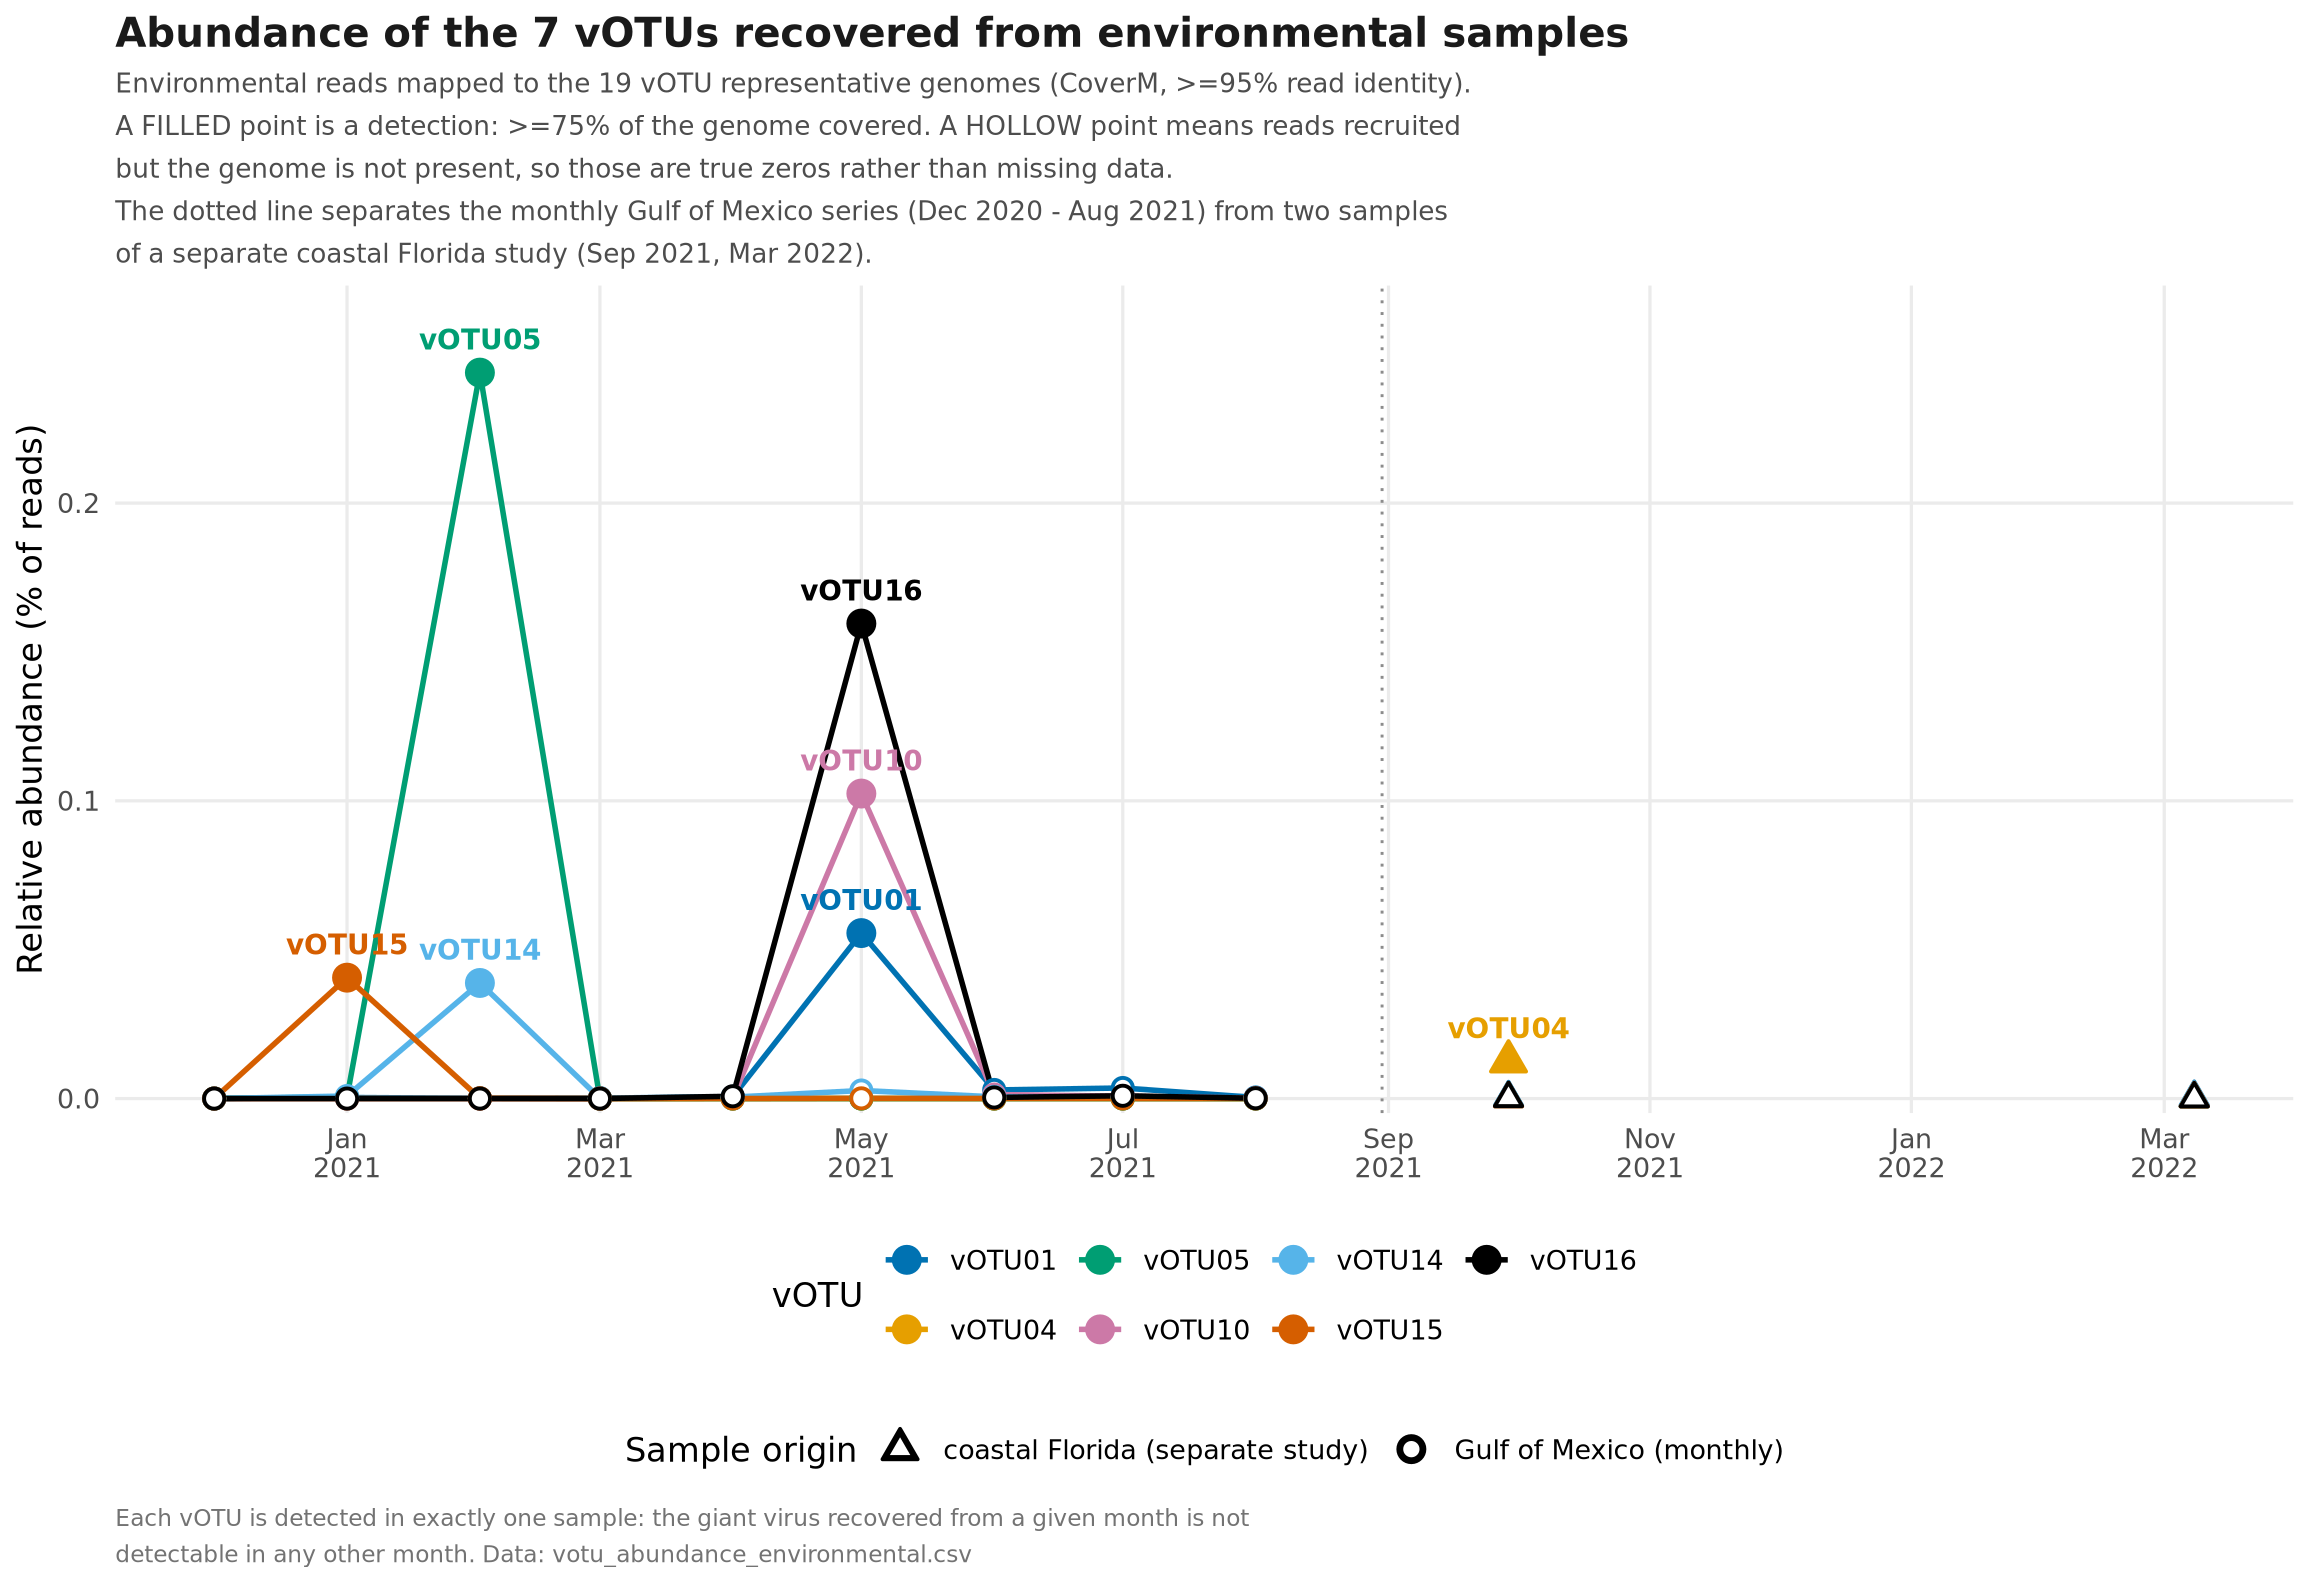 Abundance of the 7 vOTUs recovered from environmental samples
Environmental reads mapped to the 19 vOTU representative genomes (CoverM, >=95% read identity).
A FILLED point is a detection: >=75% of the genome covered. A HOLLOW point means reads recruited
but the genome is not present, so those are true zeros rather than missing data.
The dotted line separates the monthly Gulf of Mexico series (Dec 2020 - Aug 2021) from two samples
of a separate coastal Florida study (Sep 2021, Mar 2022).
Relative abundance (% of reads)
0.2
0.1
0.0
vOTU05
vOTU16
vOTU10
vOTU01
vOTU15
vOTU14
vOTU04
Jan
2021
Mar
2021
May
2021
Jul
2021
Sep
2021
Nov
2021
Jan
2022
Mar
2022
vOTU
vOTU01
vOTU05
vOTU14
vOTU16
vOTU04
vOTU10
vOTU15
Sample origin
coastal Florida (separate study)
Gulf of Mexico (monthly)
Each vOTU is detected in exactly one sample: the giant virus recovered from a given month is not
detectable in any other month. Data: votu_abundance_environmental.csv